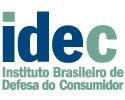 idec
Instituto Brasileiro de
Defesa do Consumidor